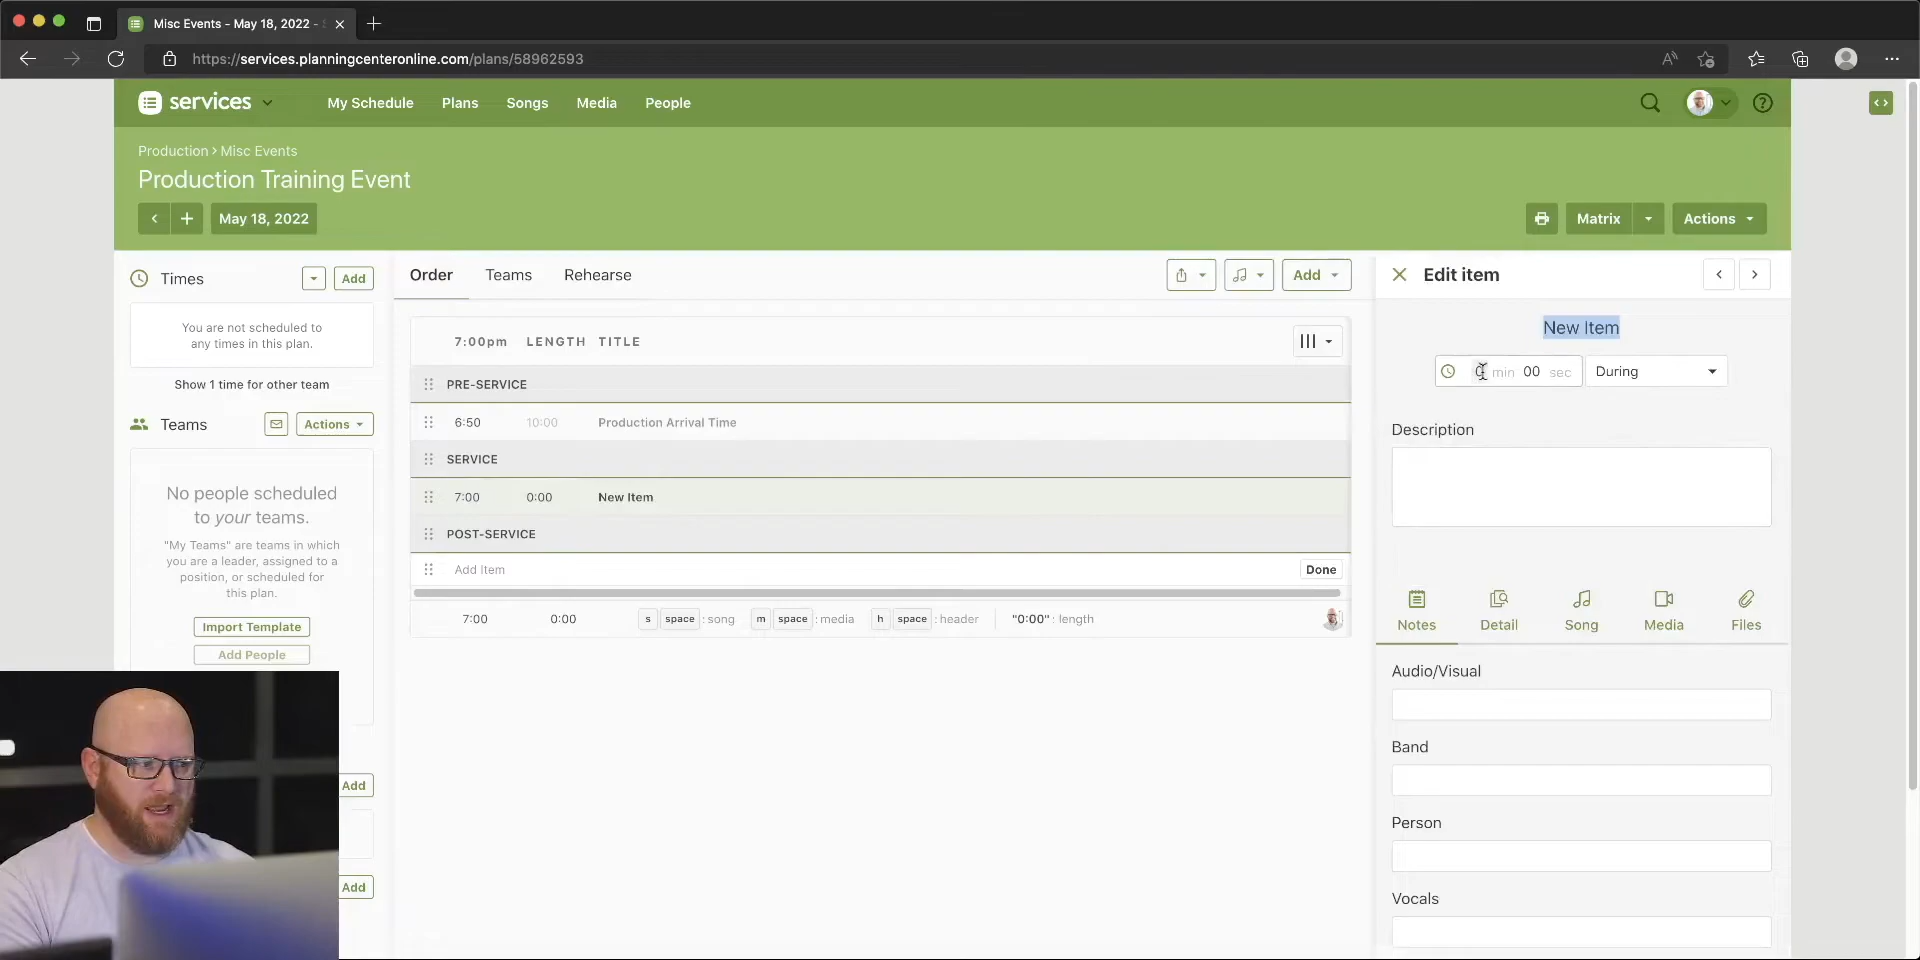 Misc Events - May 18, 2022 -
https://services.planningcenteronline.com/plans/58962593
services
My Schedule
Plans
Songs
Media
People
Production › Misc Events
Production Training Event
May 18, 2022
Matrix
Actions
Times
Add
You are not scheduled to
any times in this plan.
Show 1 time for other team
Teams
Actions
No people scheduled
to your teams.
"My Teams" are teams in which
you are a leader, assigned to a
position, or scheduled for
this plan.
Import Template
Add People
Add
Add
Order
Teams
Rehearse
Add
7:00pm LENGTH TITLE
PRE-SERVICE
6:50 10:00 Production Arrival Time
SERVICE
7:00 0:00 New Item
POST-SERVICE
Add Item
Done
7:00 0:00 s space : song m space : media h space : header "0:00" : length
Edit item
New Item
0 min 00 sec
During
Description
Notes
Detail
Song
Media
Files
Audio/Visual
Band
Person
Vocals